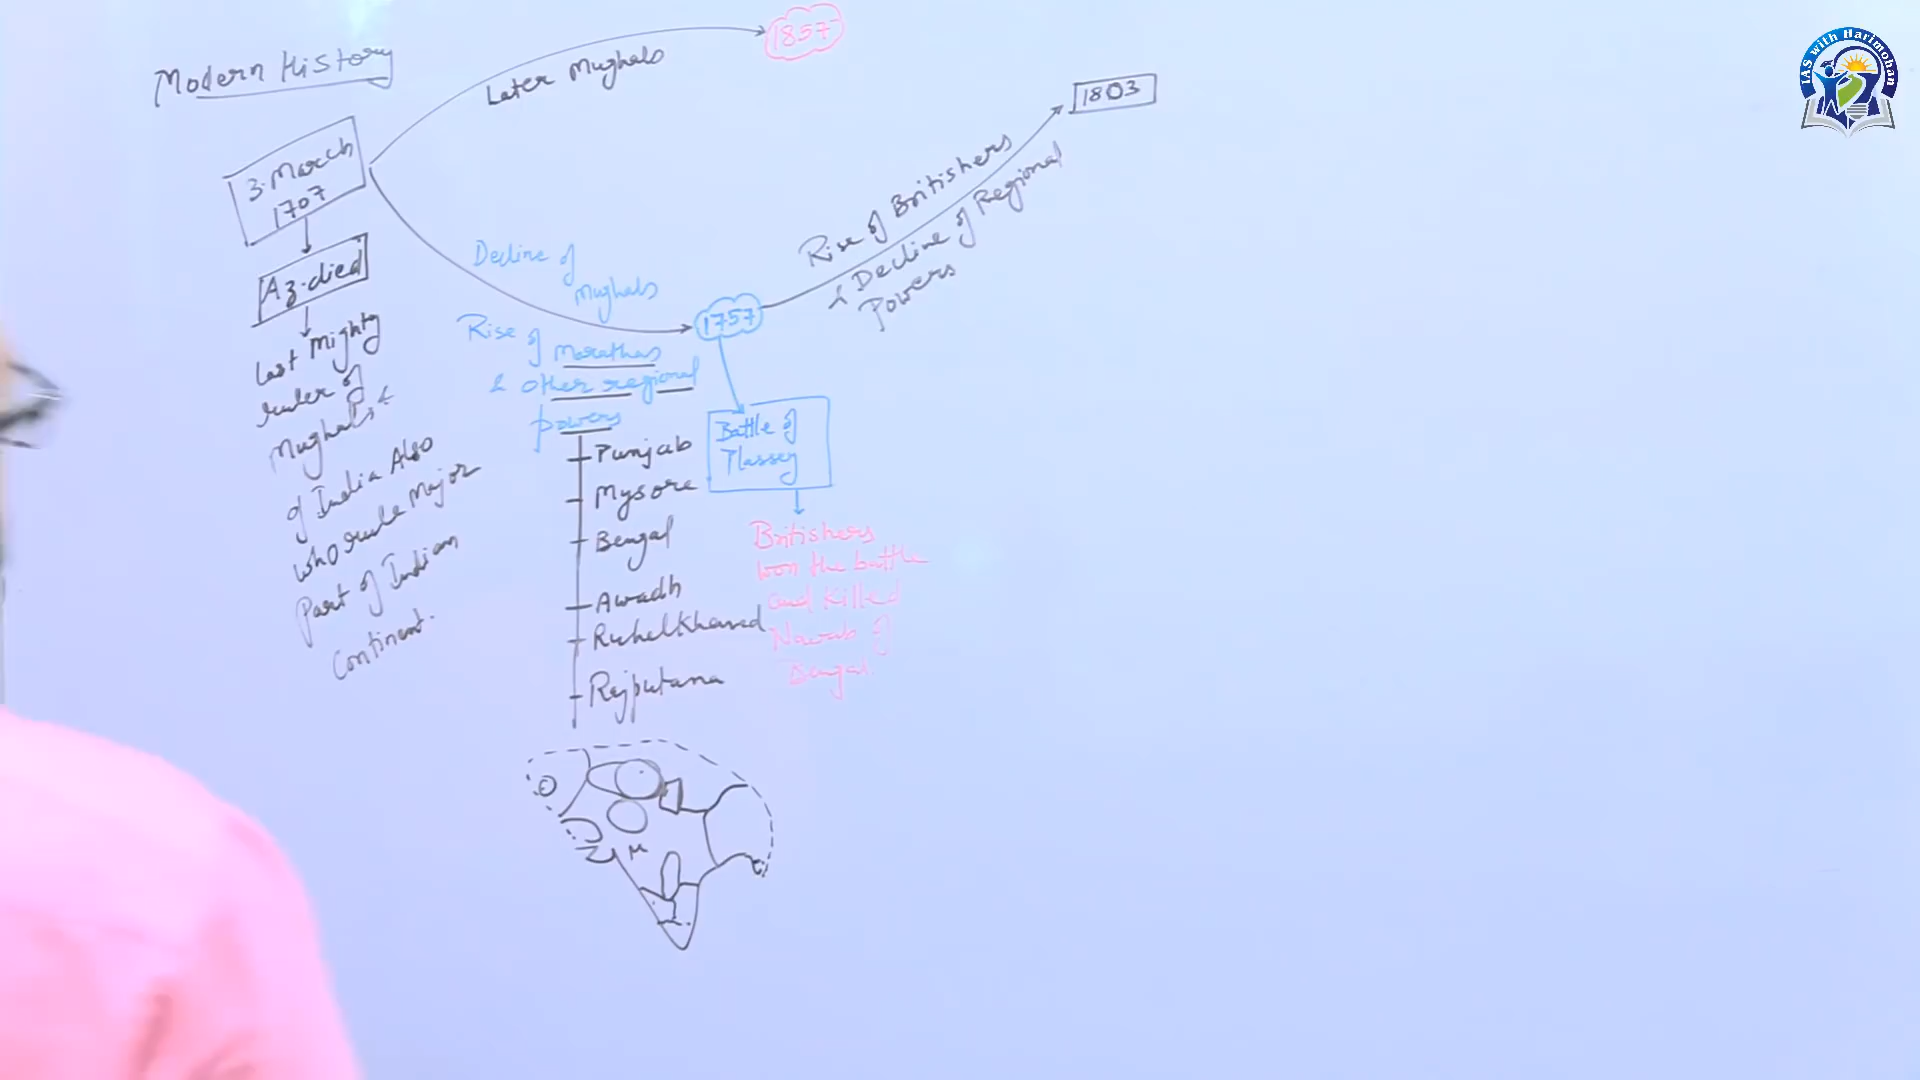 Modern History
3. March
1707
Az. died
Last Mighty
ruler of
Mughals &
of India Also
who rule Major
Part of Indian
Continent.
Later Mughals
1857
Decline of
Mughals
Rise of Marathas
& other regional
powers
Punjab
Mysore
Bengal
Awadh
Ruhelkhand
Rajputana
M
1757
Battle of
Plassey
Britishers
won the battle
and killed
Nawab of
Bengal.
Rise of Britishers
& Decline of Regional
Powers
1803
IAS with Harimohan